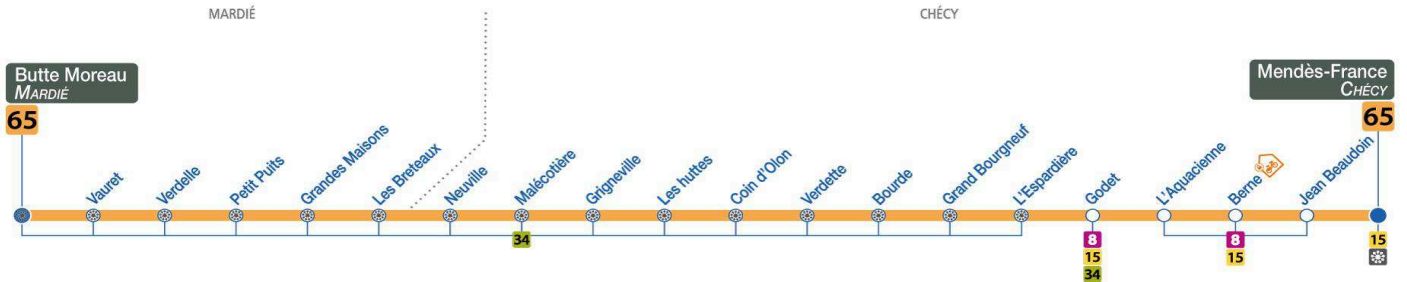 MARDIÉ
CHÉCY
Butte Moreau
MARDIÉ
65
Mendès-France
CHÉCY
65
Vauret
Verdelle
Petit Puits
Grandes Maisons
Les Breteaux
Neuville
Malécotière
Grigneville
Les huttes
Coin d'Olon
Verdette
Bourde
Grand Bourgneuf
L'Espardière
Godet
L'Aquacienne
Berne
Jean Beaudoin
34
8
15
34
8
15
15